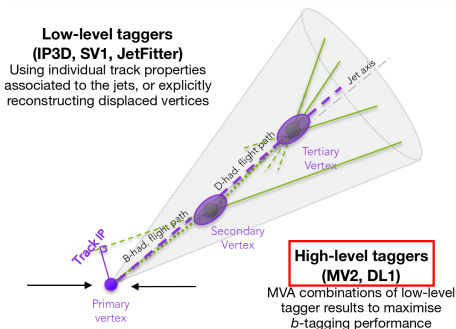 Low-level taggers
(IP3D, SV1, JetFitter)
Using individual track properties
associated to the jets, or explicitly
reconstructing displaced vertices
Jet axis
D-had. flight path
Tertiary
Vertex
B-had. flight path
Secondary
Vertex
Track IP
Primary
vertex
High-level taggers
(MV2, DL1)
MVA combinations of low-level
tagger results to maximise
b-tagging performance